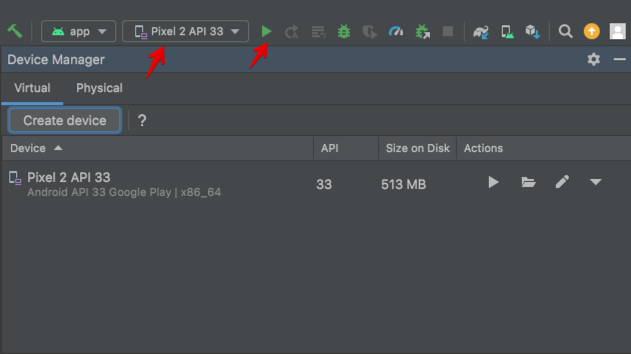 app Pixel 2 API 33
Device Manager
Virtual Physical
Create device ?
Device API Size on Disk Actions
Pixel 2 API 33 33 513 MB
Android API 33 Google Play | x86_64